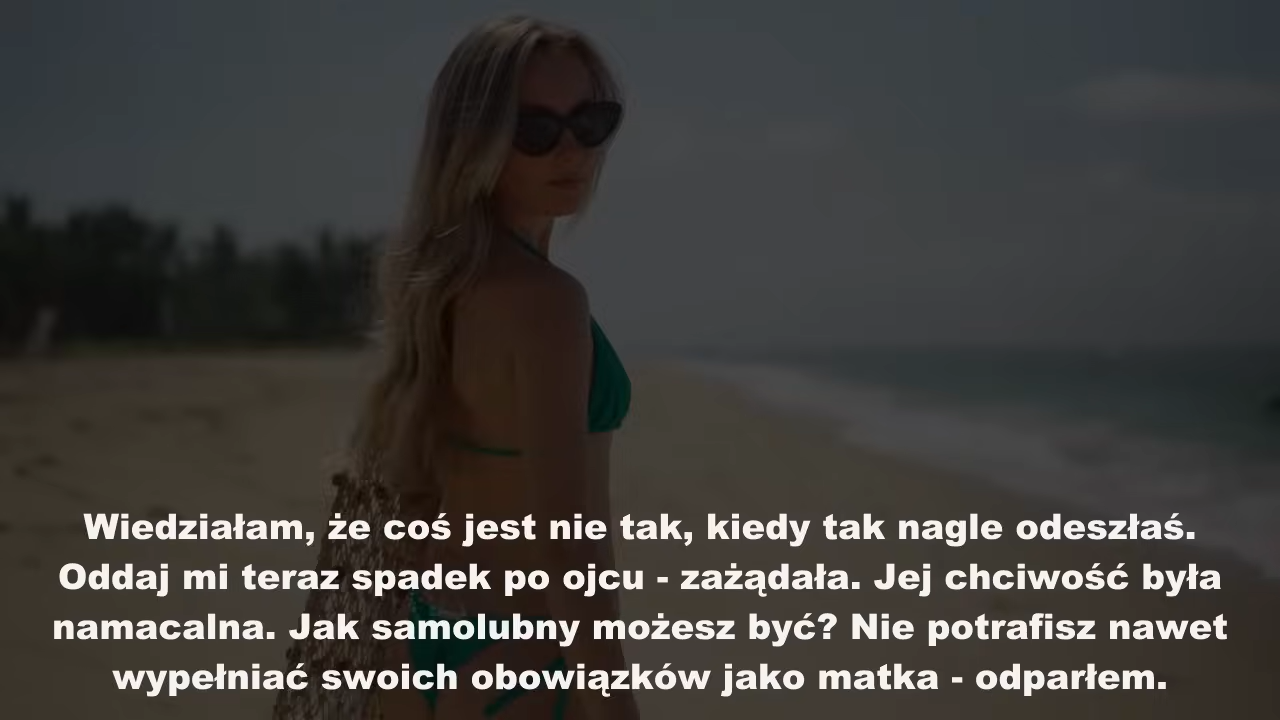 Wiedziałam, że coś jest nie tak, kiedy tak nagle odeszłaś.
Oddaj mi teraz spadek po ojcu - zażądała. Jej chciwość była
namacalna. Jak samolubny możesz być? Nie potrafisz nawet
wypełniać swoich obowiązków jako matka - odparłem.